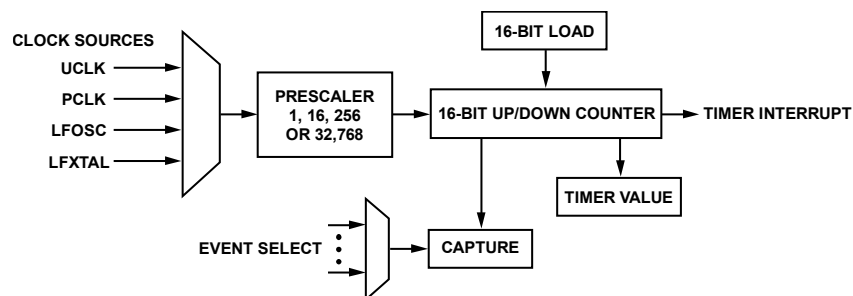 16-BIT LOAD
CLOCK SOURCES
UCLK
PCLK
LFOSC
LFXTAL
PRESCALER
1, 16, 256
OR 32,768
16-BIT UP/DOWN COUNTER
TIMER INTERRUPT
TIMER VALUE
EVENT SELECT
CAPTURE